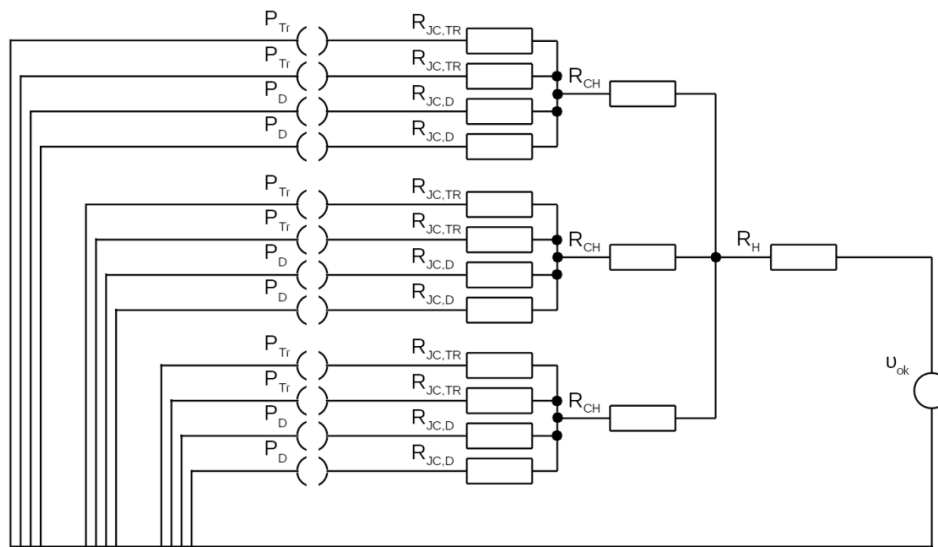 P_Tr R_JC,TR
P_Tr R_JC,TR
R_CH
P_D R_JC,D
P_D R_JC,D
P_Tr R_JC,TR
P_Tr R_JC,TR
R_CH
R_H
P_D R_JC,D
P_D R_JC,D
P_Tr R_JC,TR
υ_ok
P_Tr R_JC,TR
R_CH
P_D R_JC,D
P_D R_JC,D